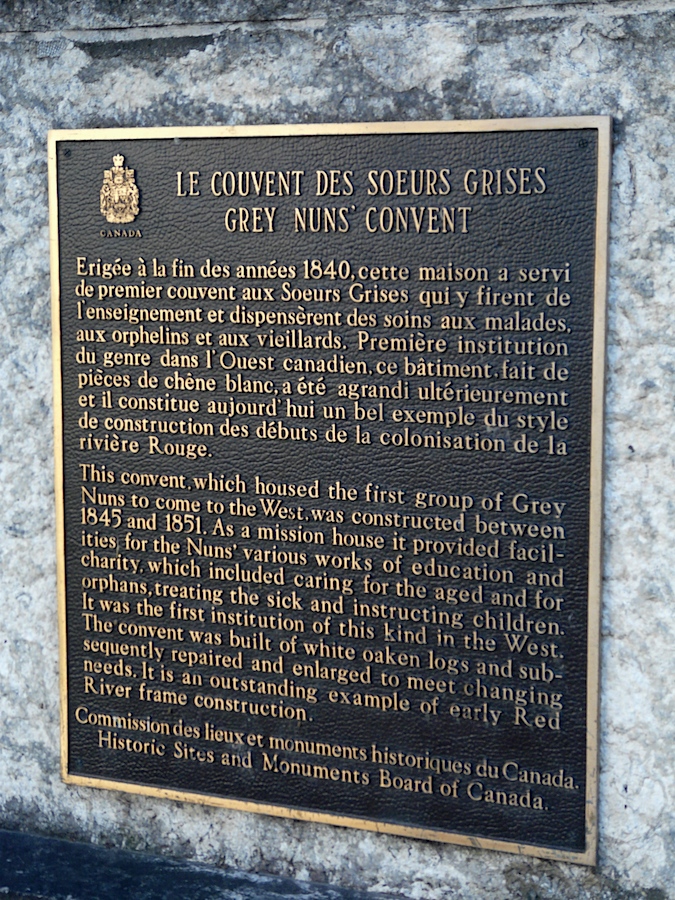 CANADA
LE COUVENT DES SOEURS GRISES
GREY NUNS' CONVENT
Erigée à la fin des années 1840, cette maison a servi
de premier couvent aux Soeurs Grises qui y firent de
l'enseignement et dispensèrent des soins aux malades,
aux orphelins et aux vieillards. Première institution
du genre dans l'Ouest canadien, ce bâtiment, fait de
pièces de chêne blanc, a été agrandi ultérieurement
et il constitue aujourd'hui un bel exemple du style
de construction des débuts de la colonisation de la
rivière Rouge.
This convent, which housed the first group of Grey
Nuns to come to the West, was constructed between
1845 and 1851. As a mission house it provided facil-
ities, for the Nuns' various works of education and
charity, which included caring for the aged and for
orphans, treating the sick and instructing children.
It was the first institution of this kind in the West.
The convent was built of white oaken logs and sub-
sequently repaired and enlarged to meet changing
needs. It is an outstanding example of early Red
River frame construction.
Commission des lieux et monuments historiques du Canada.
Historic Sites and Monuments Board of Canada.